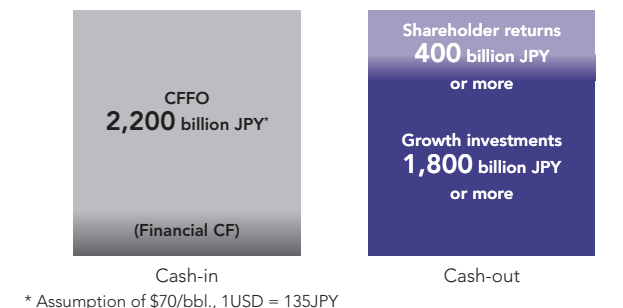 CFFO
2,200 billion JPY*
(Financial CF)
Cash-in
Shareholder returns
400 billion JPY
or more
Growth investments
1,800 billion JPY
or more
Cash-out
* Assumption of $70/bbl., 1USD = 135JPY